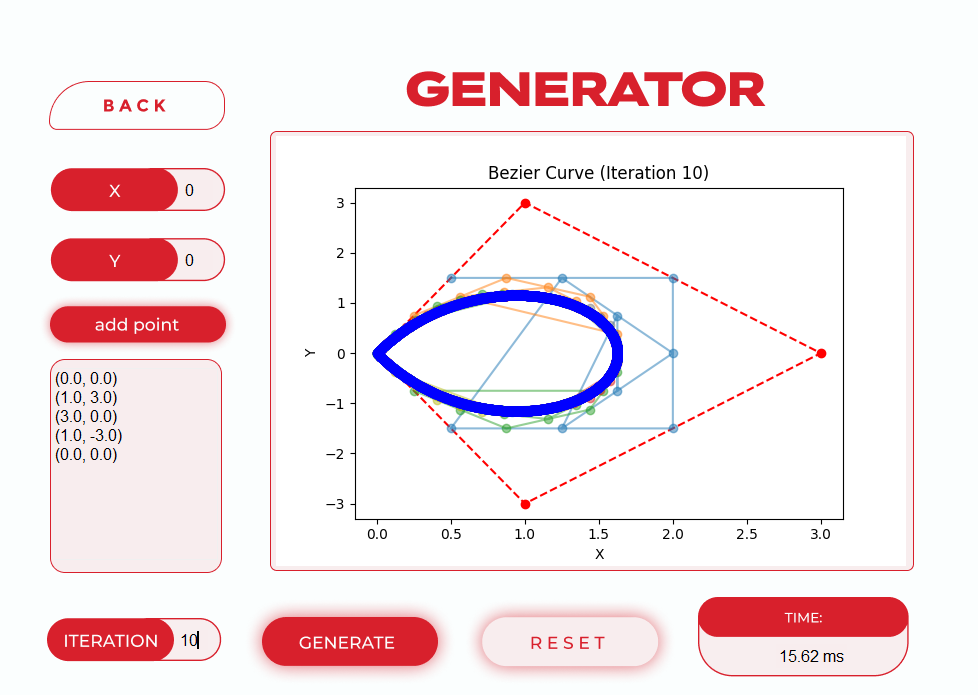 GENERATOR
BACK
X 0
Y 0
add point
(0.0, 0.0)
(1.0, 3.0)
(3.0, 0.0)
(1.0, -3.0)
(0.0, 0.0)
ITERATION 10
Bezier Curve (Iteration 10)
3
2
1
0
−1
−2
−3
Y
0.0 0.5 1.0 1.5 2.0 2.5 3.0
X
GENERATE
RESET
TIME:
15.62 ms